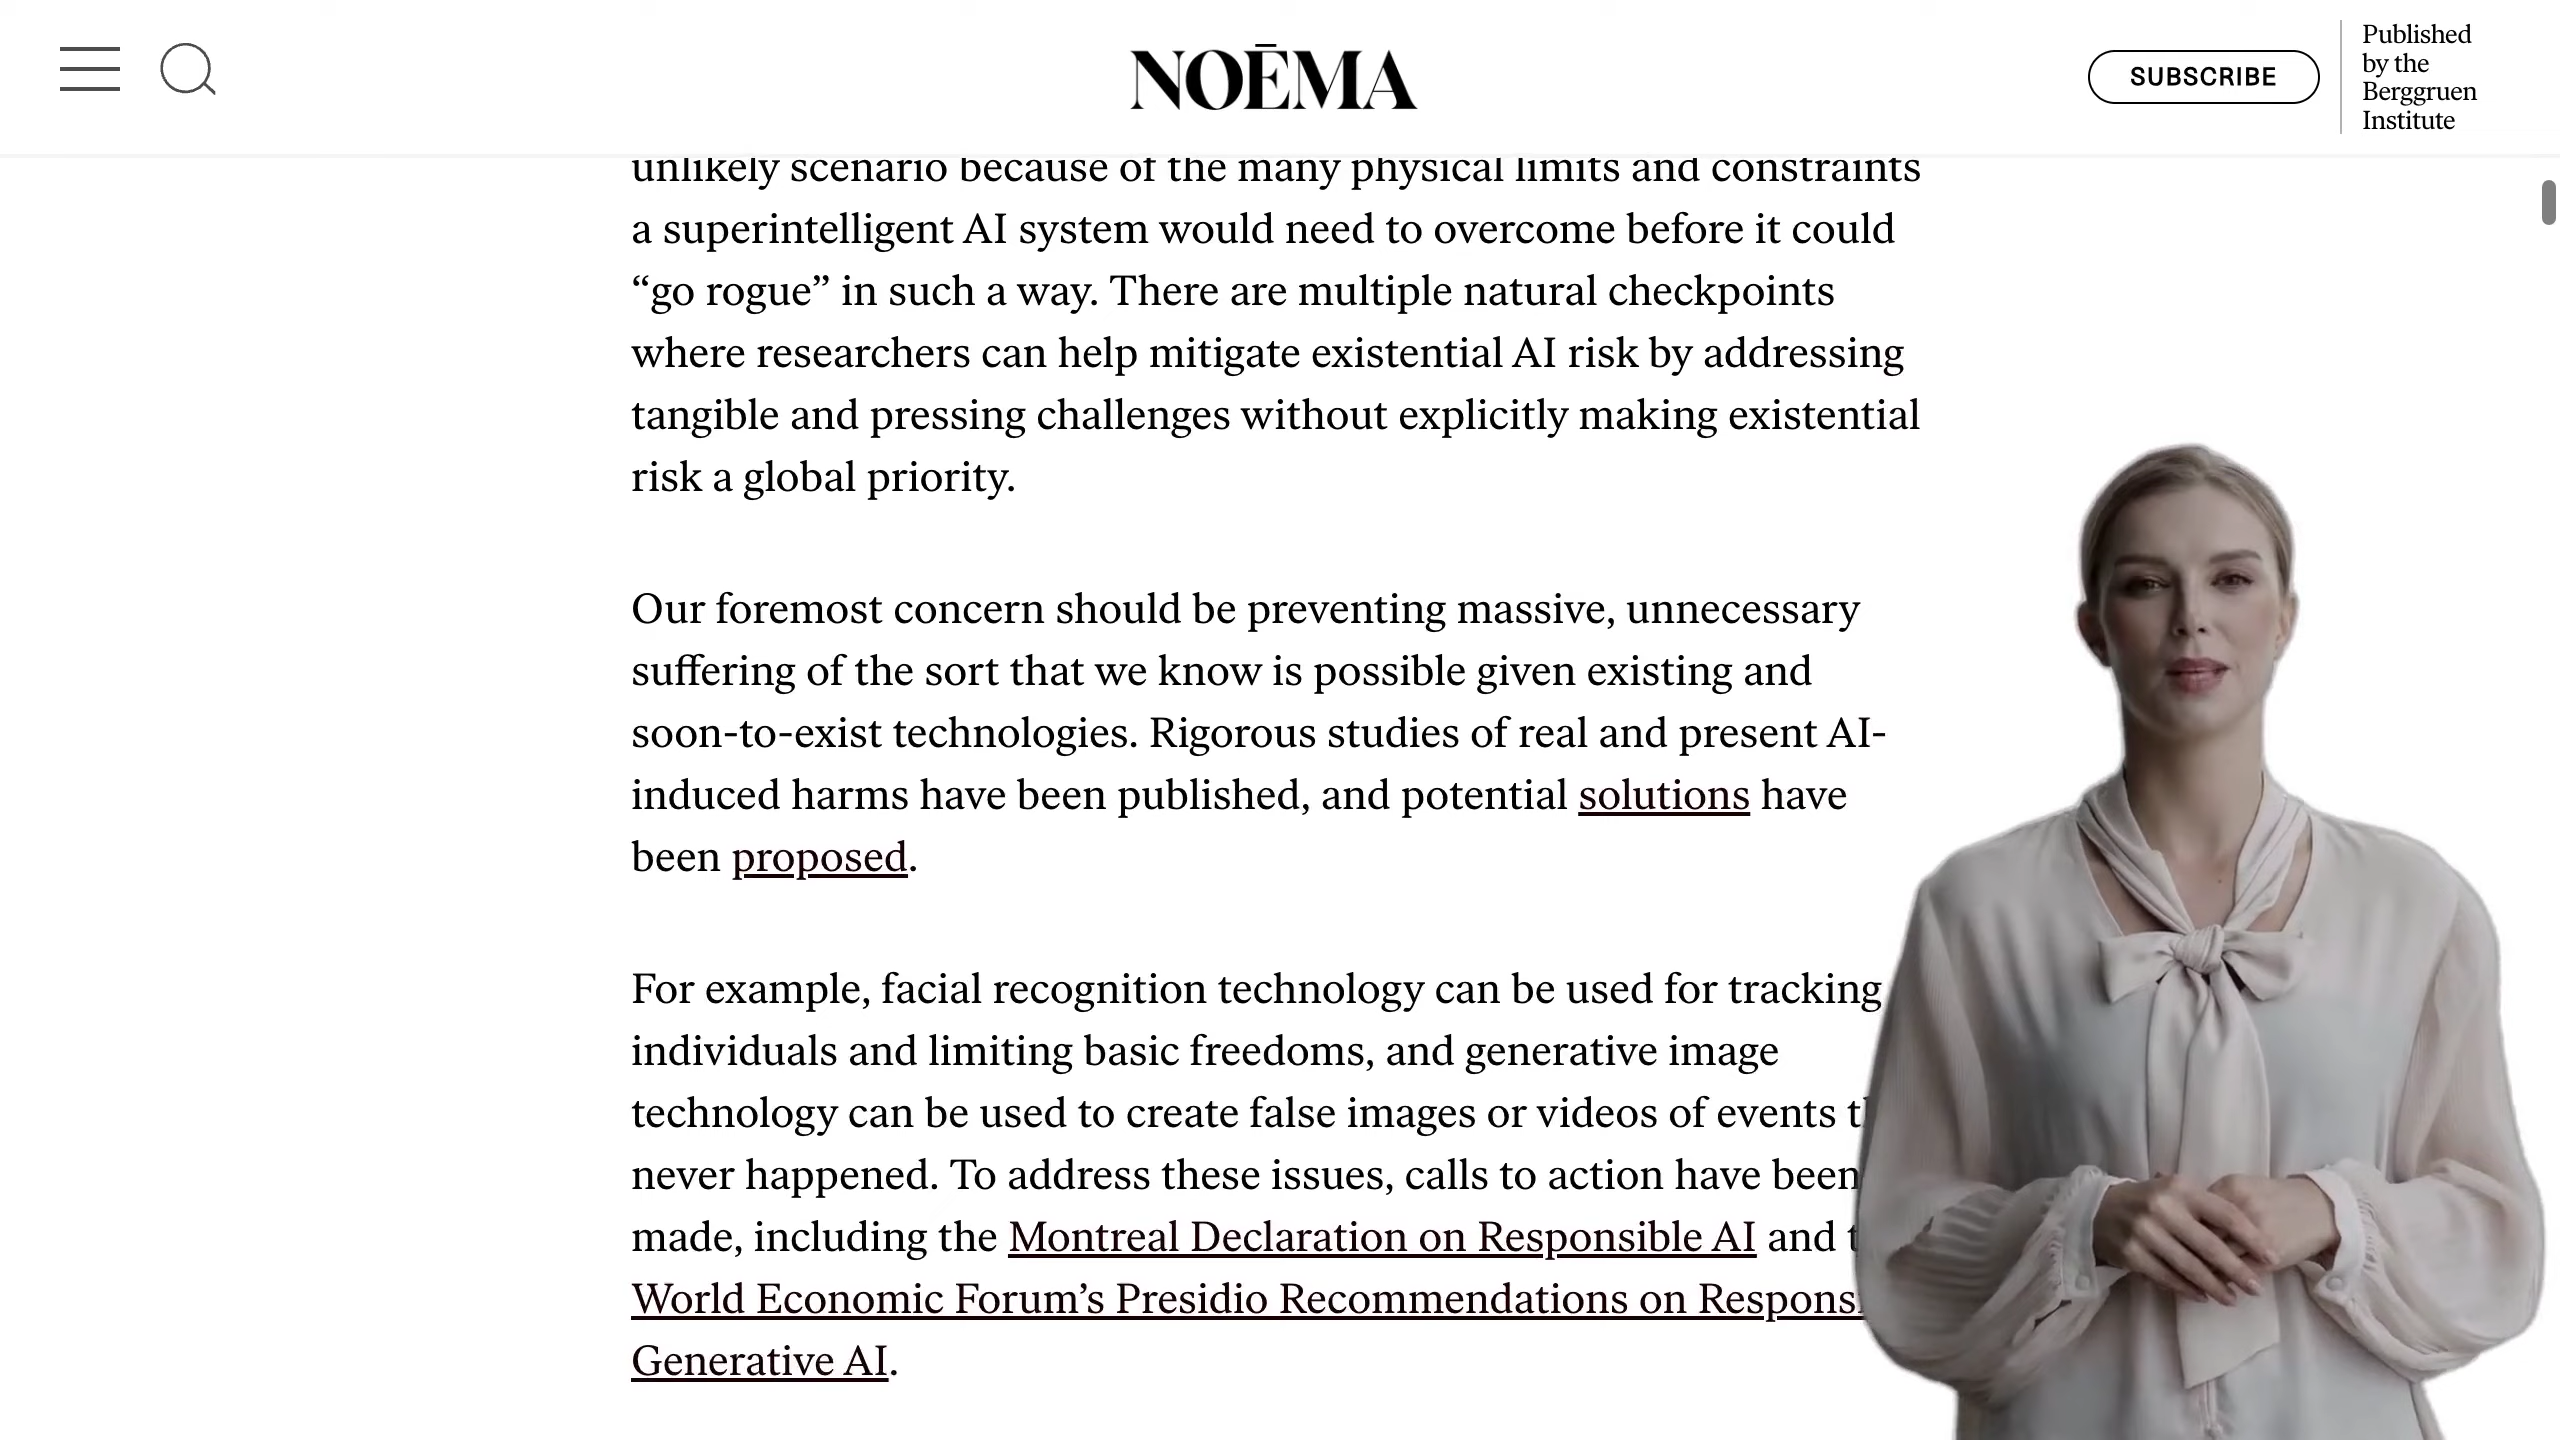 NOĒMA
SUBSCRIBE
Published
by the
Berggruen
Institute
unlikely scenario because of the many physical limits and constraints
a superintelligent AI system would need to overcome before it could
“go rogue” in such a way. There are multiple natural checkpoints
where researchers can help mitigate existential AI risk by addressing
tangible and pressing challenges without explicitly making existential
risk a global priority.
Our foremost concern should be preventing massive, unnecessary
suffering of the sort that we know is possible given existing and
soon-to-exist technologies. Rigorous studies of real and present AI-
induced harms have been published, and potential solutions have
been proposed.
For example, facial recognition technology can be used for tracking
individuals and limiting basic freedoms, and generative image
technology can be used to create false images or videos of events
never happened. To address these issues, calls to action have been
made, including the Montreal Declaration on Responsible AI and
World Economic Forum’s Presidio Recommendations on
Generative AI.